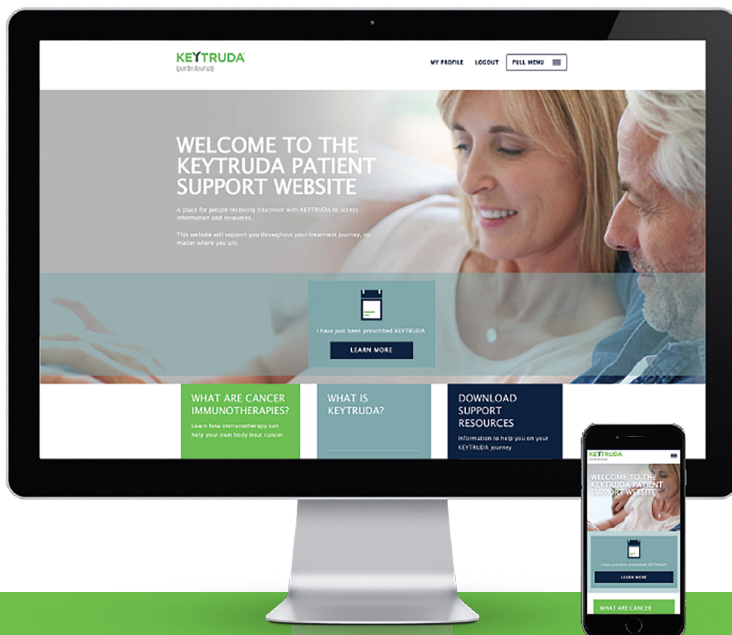 KEYTRUDA
(pembrolizumab)
MY PROFILE LOGOUT FULL MENU
WELCOME TO THE
KEYTRUDA PATIENT
SUPPORT WEBSITE
A place for people receiving treatment with KEYTRUDA to access
information and resources.
This website will support you throughout your treatment journey, no
matter where you are.
I have just been prescribed KEYTRUDA
LEARN MORE
WHAT ARE CANCER
IMMUNOTHERAPIES?
Learn how immunotherapy can
help your own body treat cancer
WHAT IS
KEYTRUDA?
DOWNLOAD
SUPPORT
RESOURCES
Information to help you on your
KEYTRUDA journey
KEYTRUDA
WELCOME TO THE
KEYTRUDA PATIENT
SUPPORT WEBSITE
I have just been prescribed KEYTRUDA
LEARN MORE
WHAT ARE CANCER